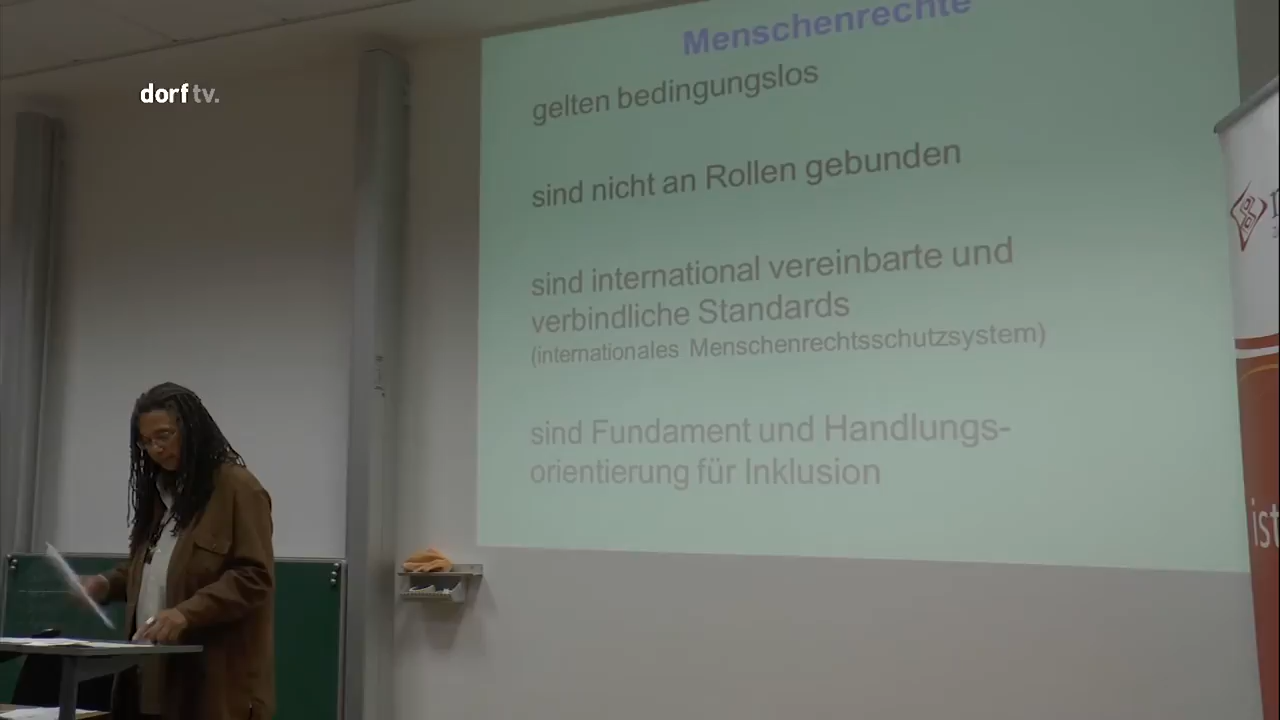 dorf tv.
Menschenrechte
gelten bedingungslos
sind nicht an Rollen gebunden
sind international vereinbarte und
verbindliche Standards
(internationales Menschenrechtsschutzsystem)
sind Fundament und Handlungs-
orientierung für Inklusion
ist